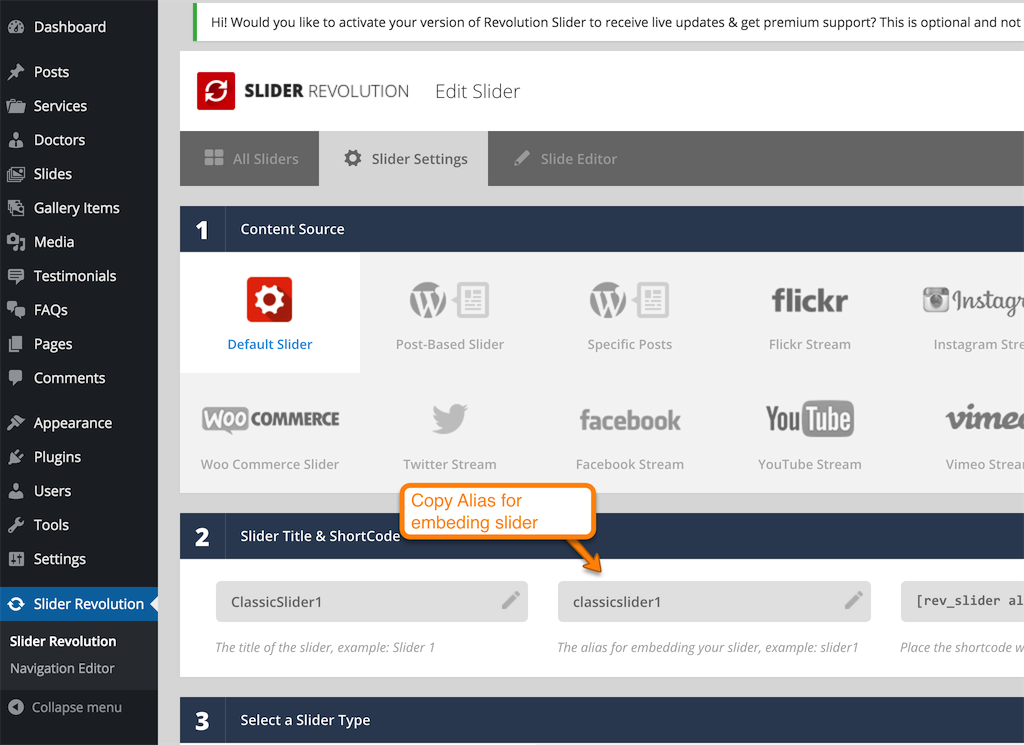 Hi! Would you like to activate your version of Revolution Slider to receive live updates & get premium support? This is optional and not
SLIDER REVOLUTION Edit Slider
All Sliders
Slider Settings
Slide Editor
Dashboard
Posts
Services
Doctors
Slides
Gallery Items
Media
Testimonials
FAQs
Pages
Comments
Appearance
Plugins
Users
Tools
Settings
Slider Revolution
Slider Revolution
Navigation Editor
Collapse menu
1 Content Source
Default Slider
Post-Based Slider
Specific Posts
flickr
Flickr Stream
Instagr
Instagram Stre
WOO COMMERCE
Woo Commerce Slider
Twitter Stream
facebook
Facebook Stream
YouTube
YouTube Stream
vimeo
Vimeo Strea
Copy Alias for
embeding slider
2 Slider Title & ShortCode
ClassicSlider1
classicslider1
[rev_slider al
The title of the slider, example: Slider 1
The alias for embedding your slider, example: slider1
Place the shortcode w
3 Select a Slider Type